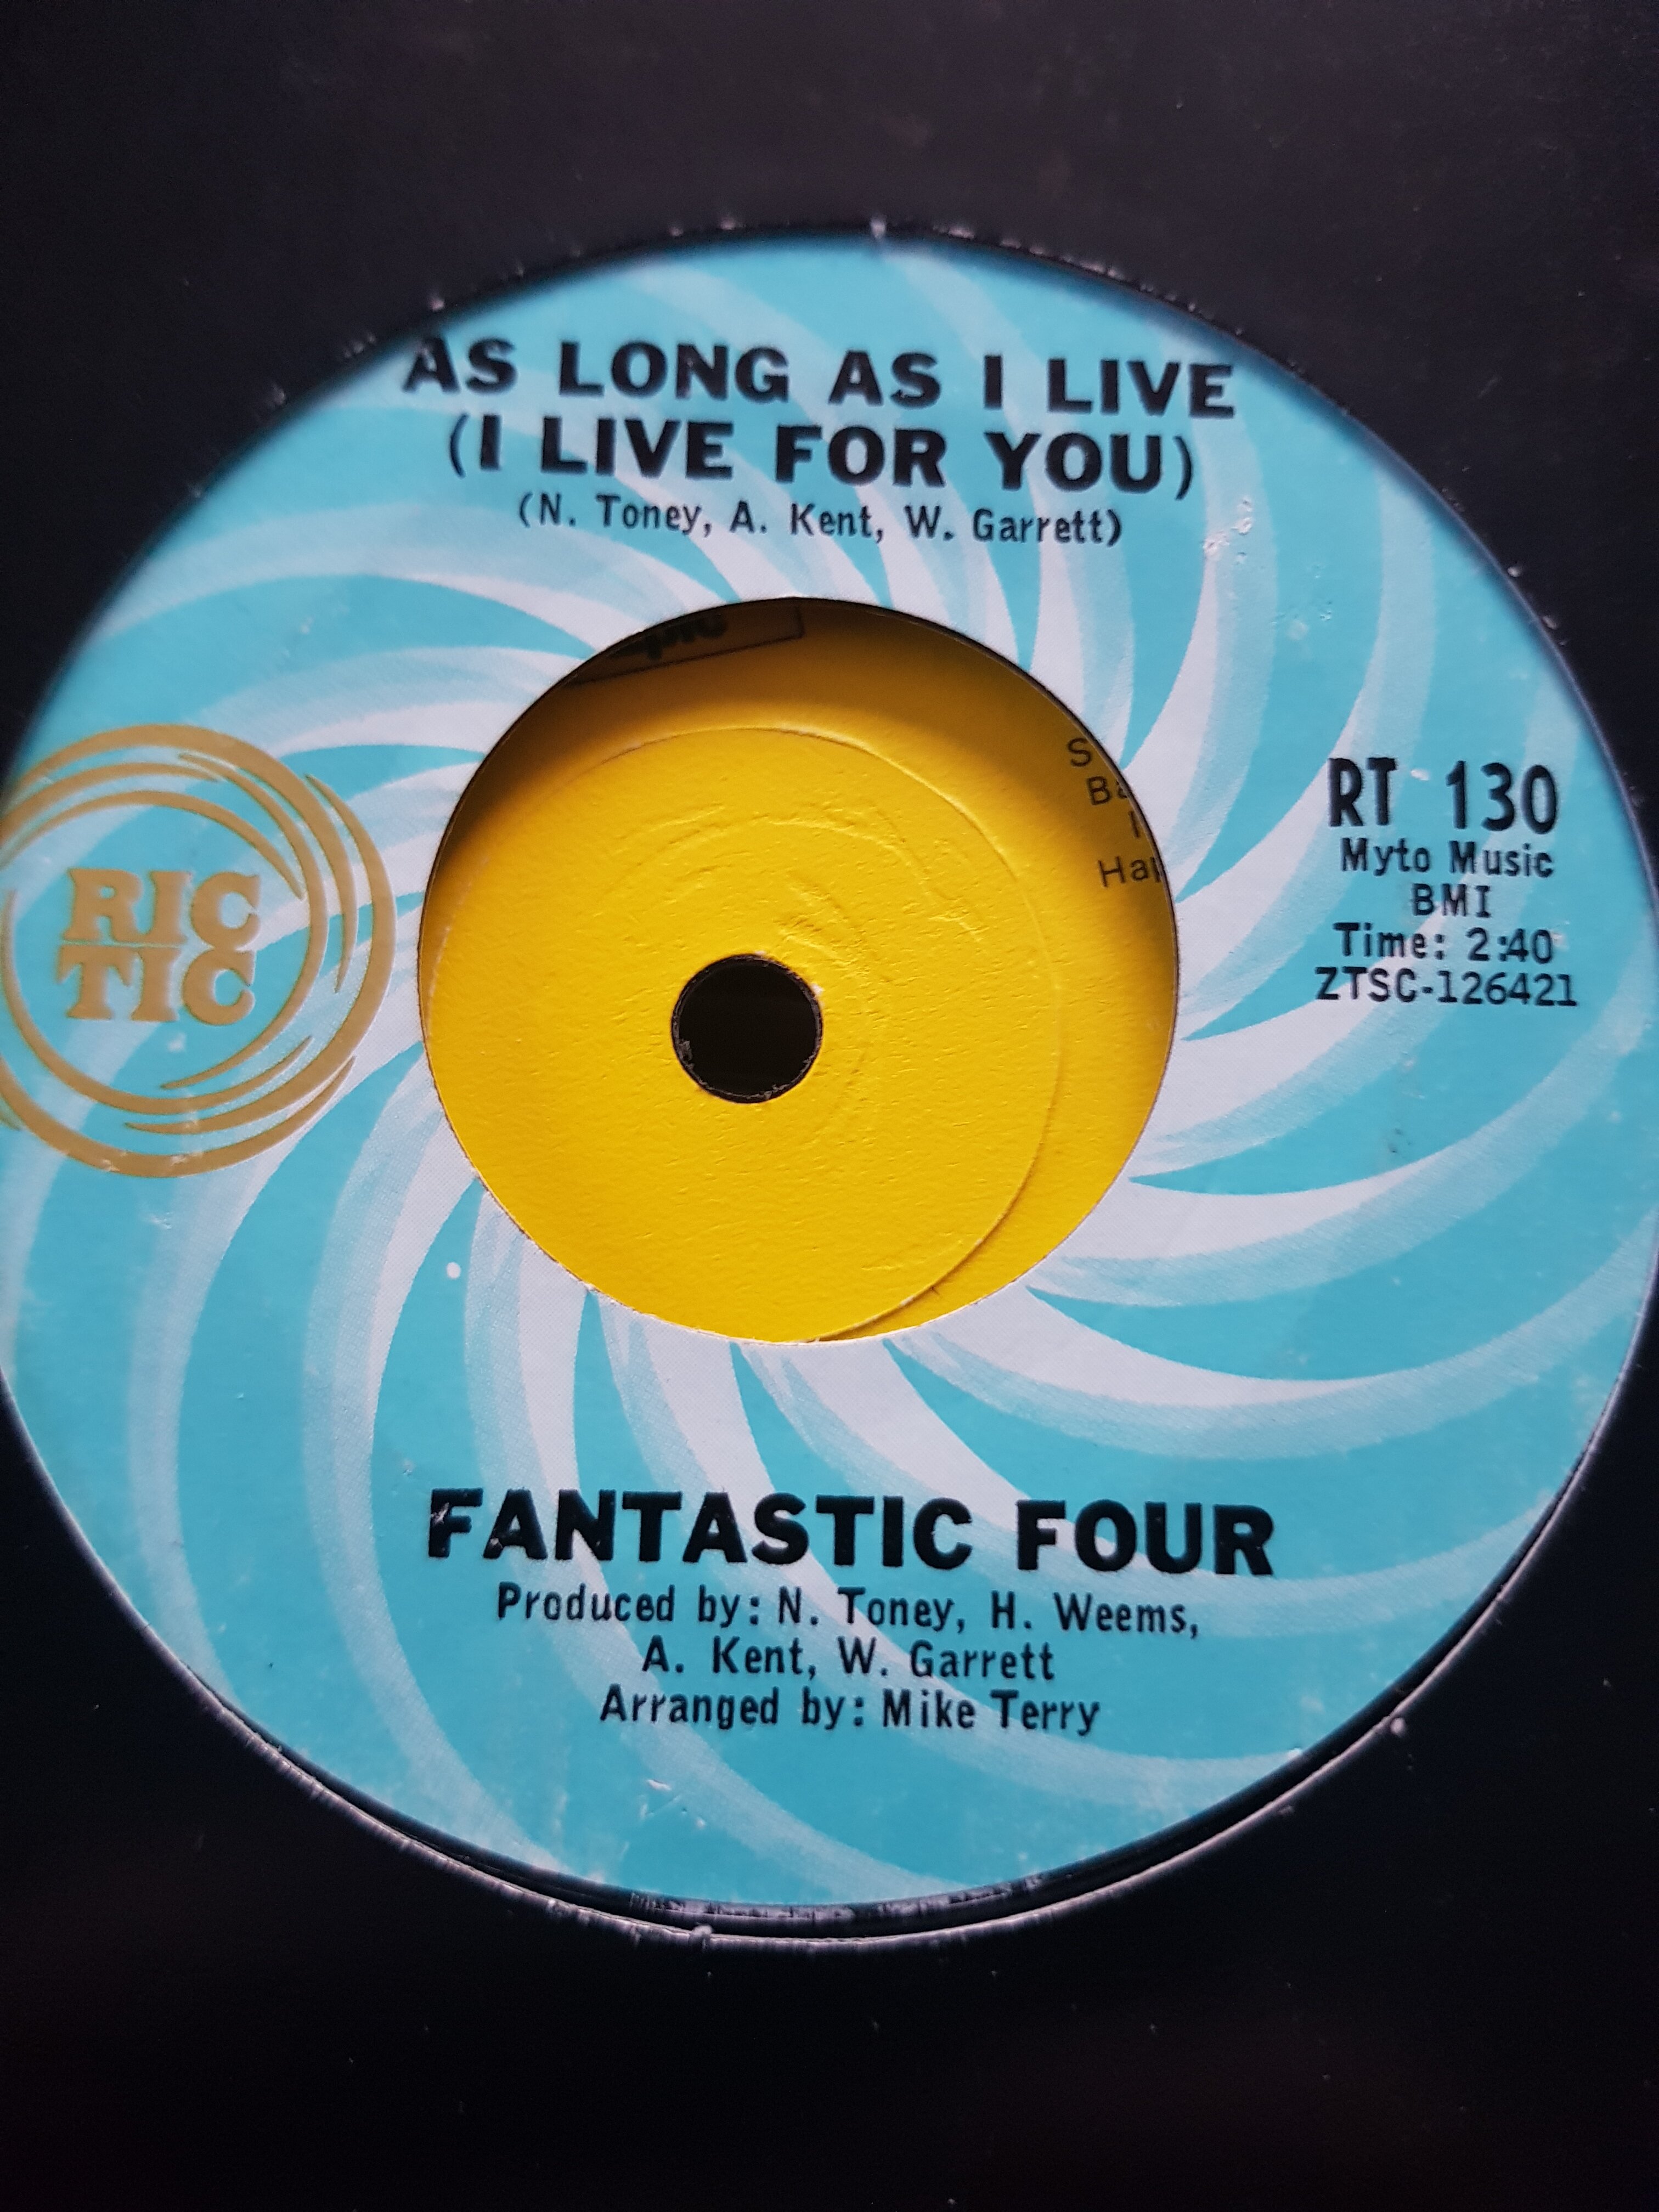 AS LONG AS I LIVE
(I LIVE FOR YOU)
(N. Toney, A. Kent, W. Garrett)
RIC
TIC
RT 130
Myto Music
BMI
Time: 2:40
ZTSC-126421
FANTASTIC FOUR
Produced by: N. Toney, H. Weems,
A. Kent, W. Garrett
Arranged by: Mike Terry